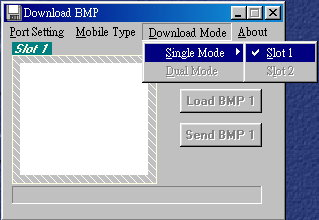 Download BMP
Port Setting Mobile Type Download Mode About
Slot 1
Single Mode Slot 1
Dual Mode Slot 2
Load BMP 1
Send BMP 1